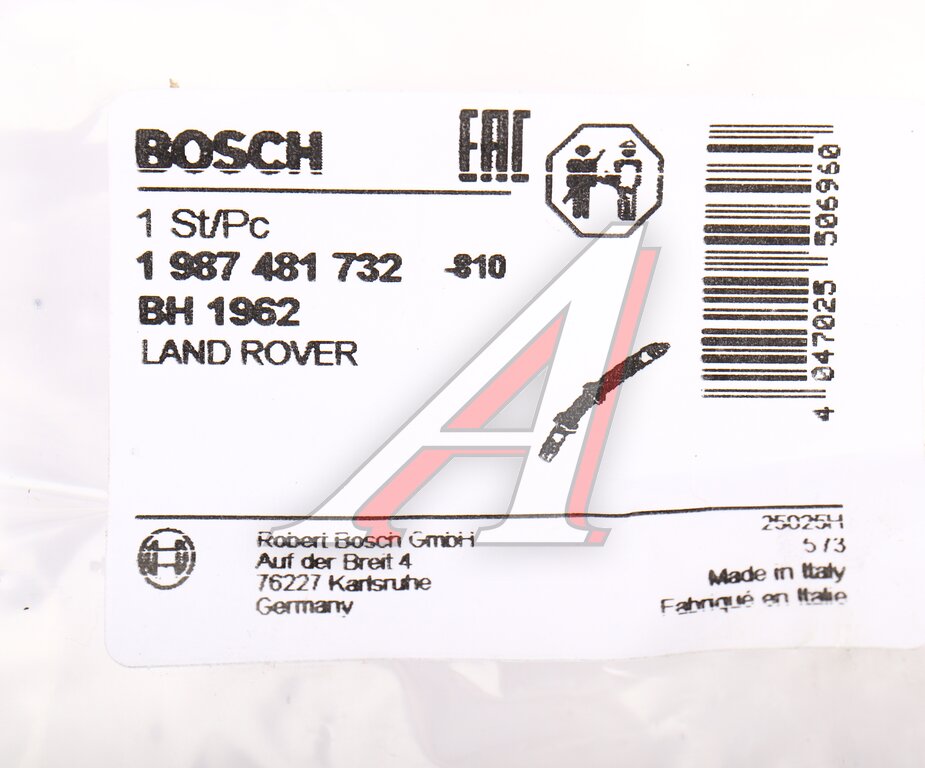 BOSCH
EAC
1 St/Pc
1 987 481 732 -810
BH 1962
LAND ROVER
4 047025 506960
Robert Bosch GmbH
Auf der Breit 4
76227 Karlsruhe
Germany
25025H
573
Made in Italy
Fabriqué en Italie